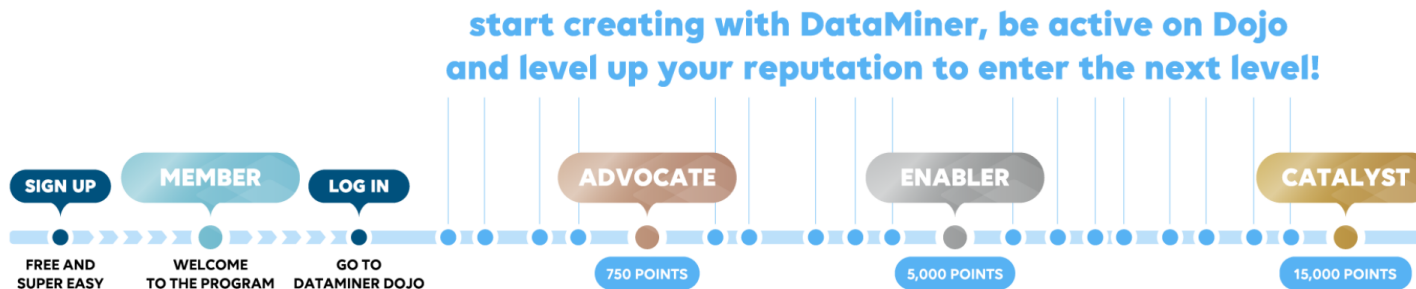 start creating with DataMiner, be active on Dojo
and level up your reputation to enter the next level!
SIGN UP
MEMBER
LOG IN
ADVOCATE
ENABLER
CATALYST
FREE AND
SUPER EASY
WELCOME
TO THE PROGRAM
GO TO
DATAMINER DOJO
750 POINTS
5,000 POINTS
15,000 POINTS